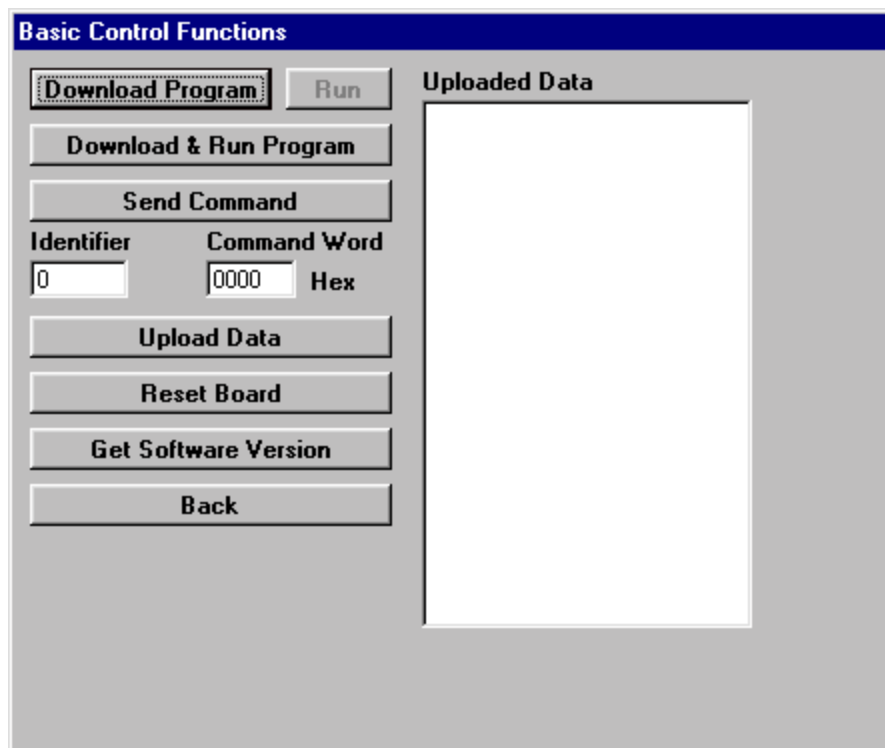 Basic Control Functions
Download Program
Run
Download & Run Program
Send Command
Identifier
Command Word
0
0000
Hex
Upload Data
Reset Board
Get Software Version
Back
Uploaded Data